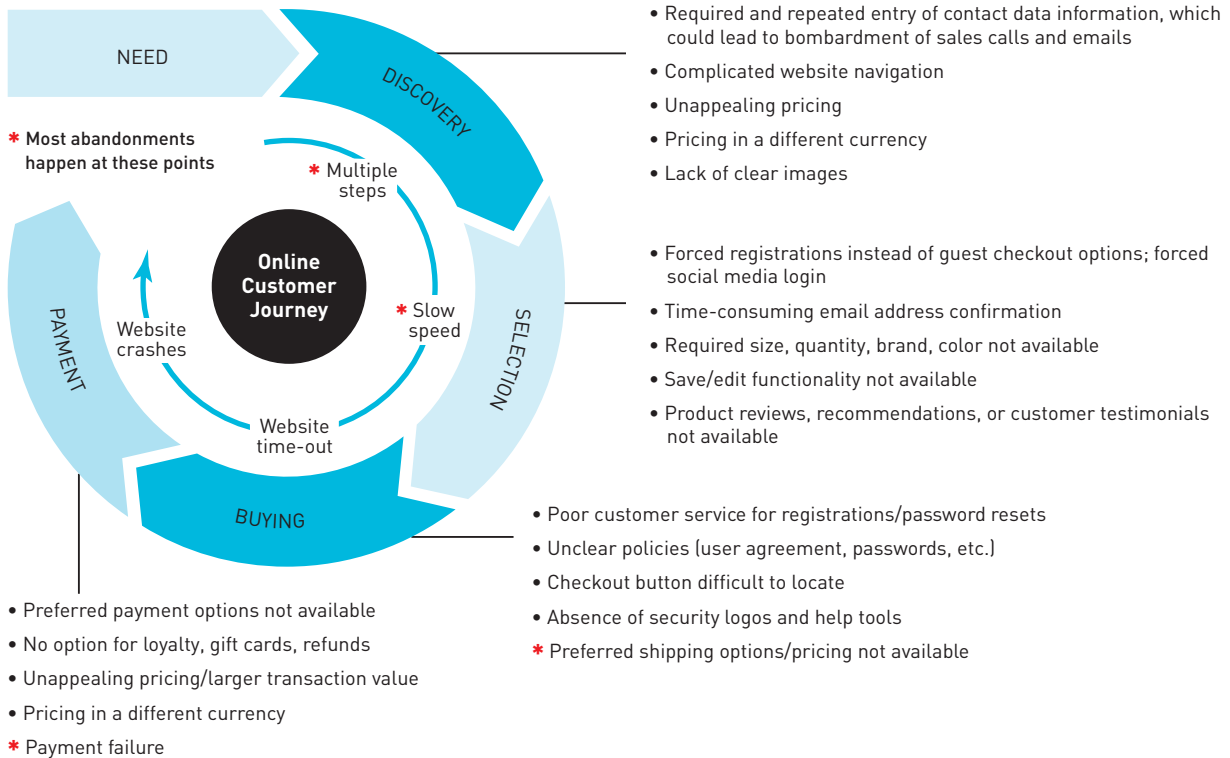 NEED
DISCOVERY
• Required and repeated entry of contact data information, which
could lead to bombardment of sales calls and emails
• Complicated website navigation
• Unappealing pricing
• Pricing in a different currency
• Lack of clear images
* Most abandonments
happen at these points
* Multiple
steps
Online
Customer
Journey
* Slow
speed
Website
crashes
Website
time-out
SELECTION
• Forced registrations instead of guest checkout options; forced
social media login
• Time-consuming email address confirmation
• Required size, quantity, brand, color not available
• Save/edit functionality not available
• Product reviews, recommendations, or customer testimonials
not available
BUYING
• Poor customer service for registrations/password resets
• Unclear policies (user agreement, passwords, etc.)
• Checkout button difficult to locate
• Absence of security logos and help tools
* Preferred shipping options/pricing not available
PAYMENT
• Preferred payment options not available
• No option for loyalty, gift cards, refunds
• Unappealing pricing/larger transaction value
• Pricing in a different currency
* Payment failure